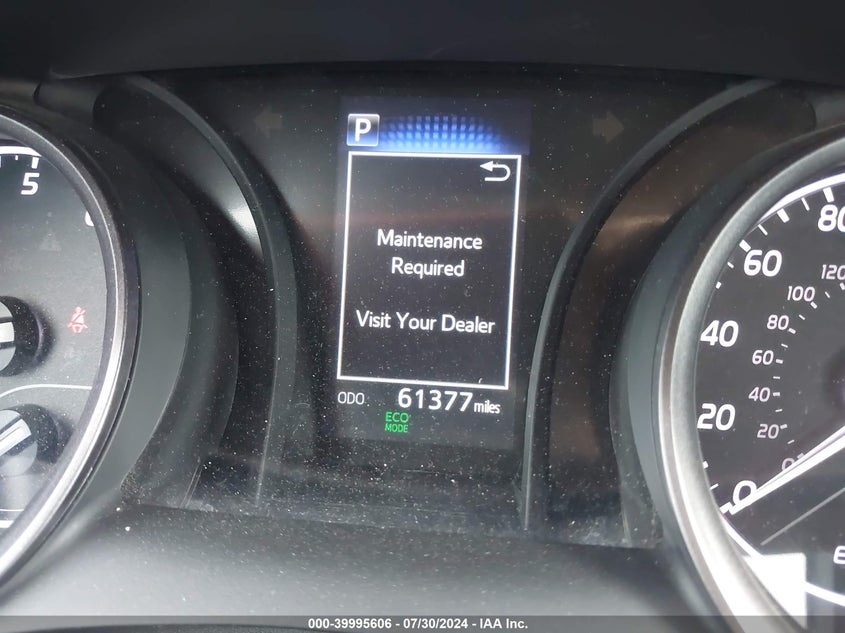 P
Maintenance
Required
Visit Your Dealer
ODO 61377 miles
ECO
MODE
5
80
60
40
20
0
120
100
80
60
40
20
0
E
000-39995606 - 07/30/2024 - IAA Inc.